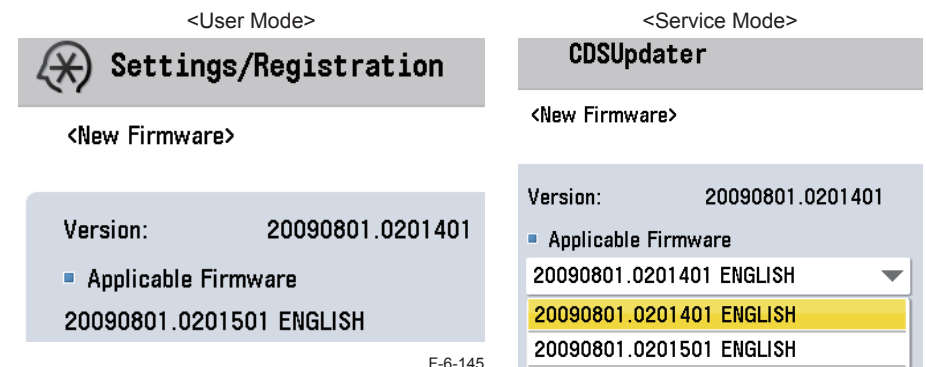 <User Mode>
Settings/Registration
<New Firmware>
Version: 20090801.0201401
Applicable Firmware
20090801.0201501 ENGLISH
F-6-145
<Service Mode>
CDSUpdater
<New Firmware>
Version: 20090801.0201401
Applicable Firmware
20090801.0201401 ENGLISH
20090801.0201401 ENGLISH
20090801.0201501 ENGLISH